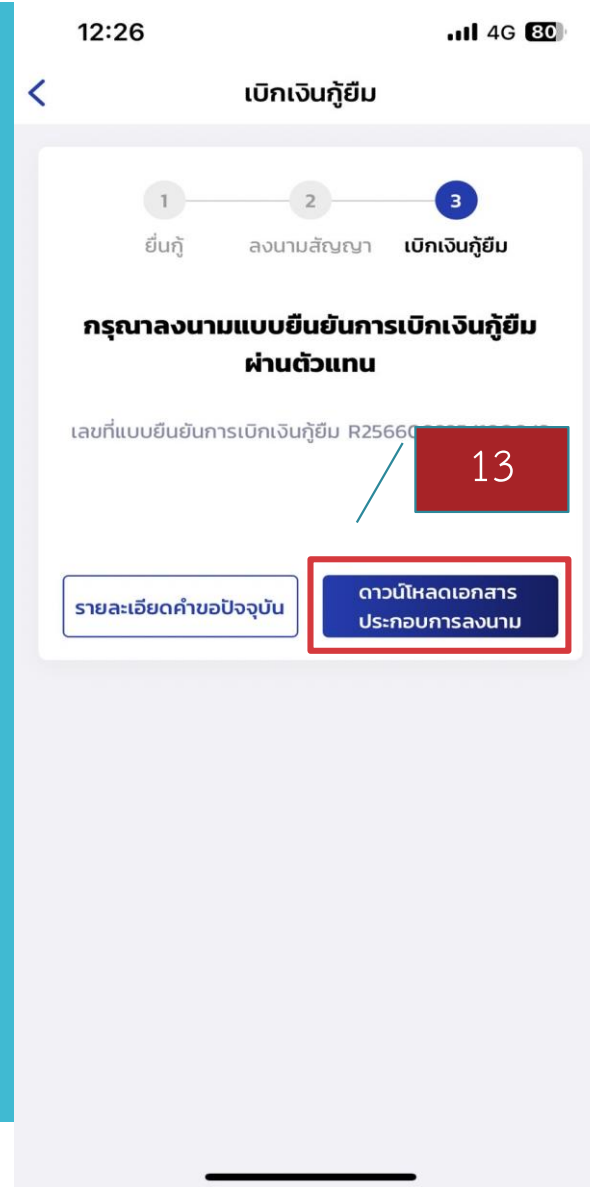 12:26 4G 80
เบิกเงินกู้ยืม
1 2 3
ยื่นกู้ ลงนามสัญญา เบิกเงินกู้ยืม
กรุณาลงนามแบบยืนยันการเบิกเงินกู้ยืม
ผ่านตัวแทน
เลขที่แบบยืนยันการเบิกเงินกู้ยืม
13
รายละเอียดคำขอปัจจุบัน
ดาวน์โหลดเอกสาร
ประกอบการลงนาม